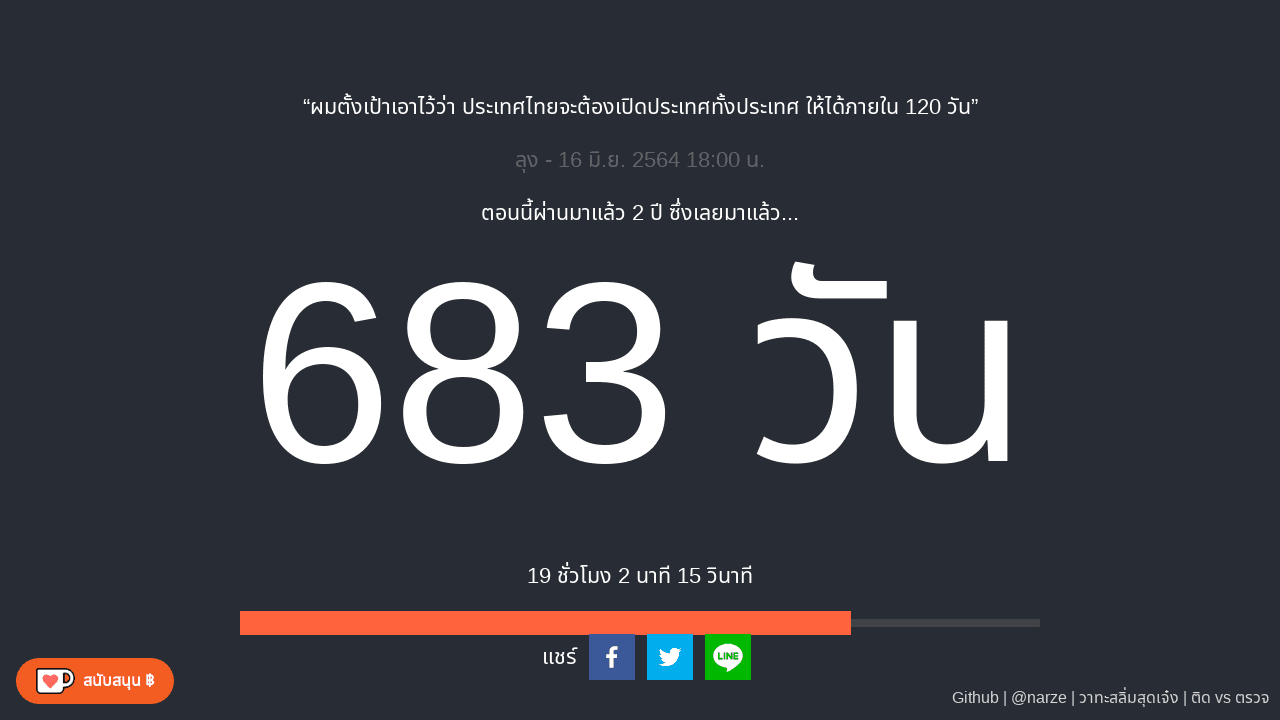 “ผมตั้งเป้าเอาไว้ว่า ประเทศไทยจะต้องเปิดประเทศทั้งประเทศ ให้ได้ภายใน 120 วัน”
ลุง - 16 มิ.ย. 2564 18:00 น.
ตอนนี้ผ่านมาแล้ว 2 ปี ซึ่งเลยมาแล้ว...
683 วัน
19 ชั่วโมง 2 นาที 15 วินาที
แชร์
LINE
สนับสนุน ฿
Github | @narze | วาทะสลิ่มสุดเจ๋ง | ติด vs ตรวจ